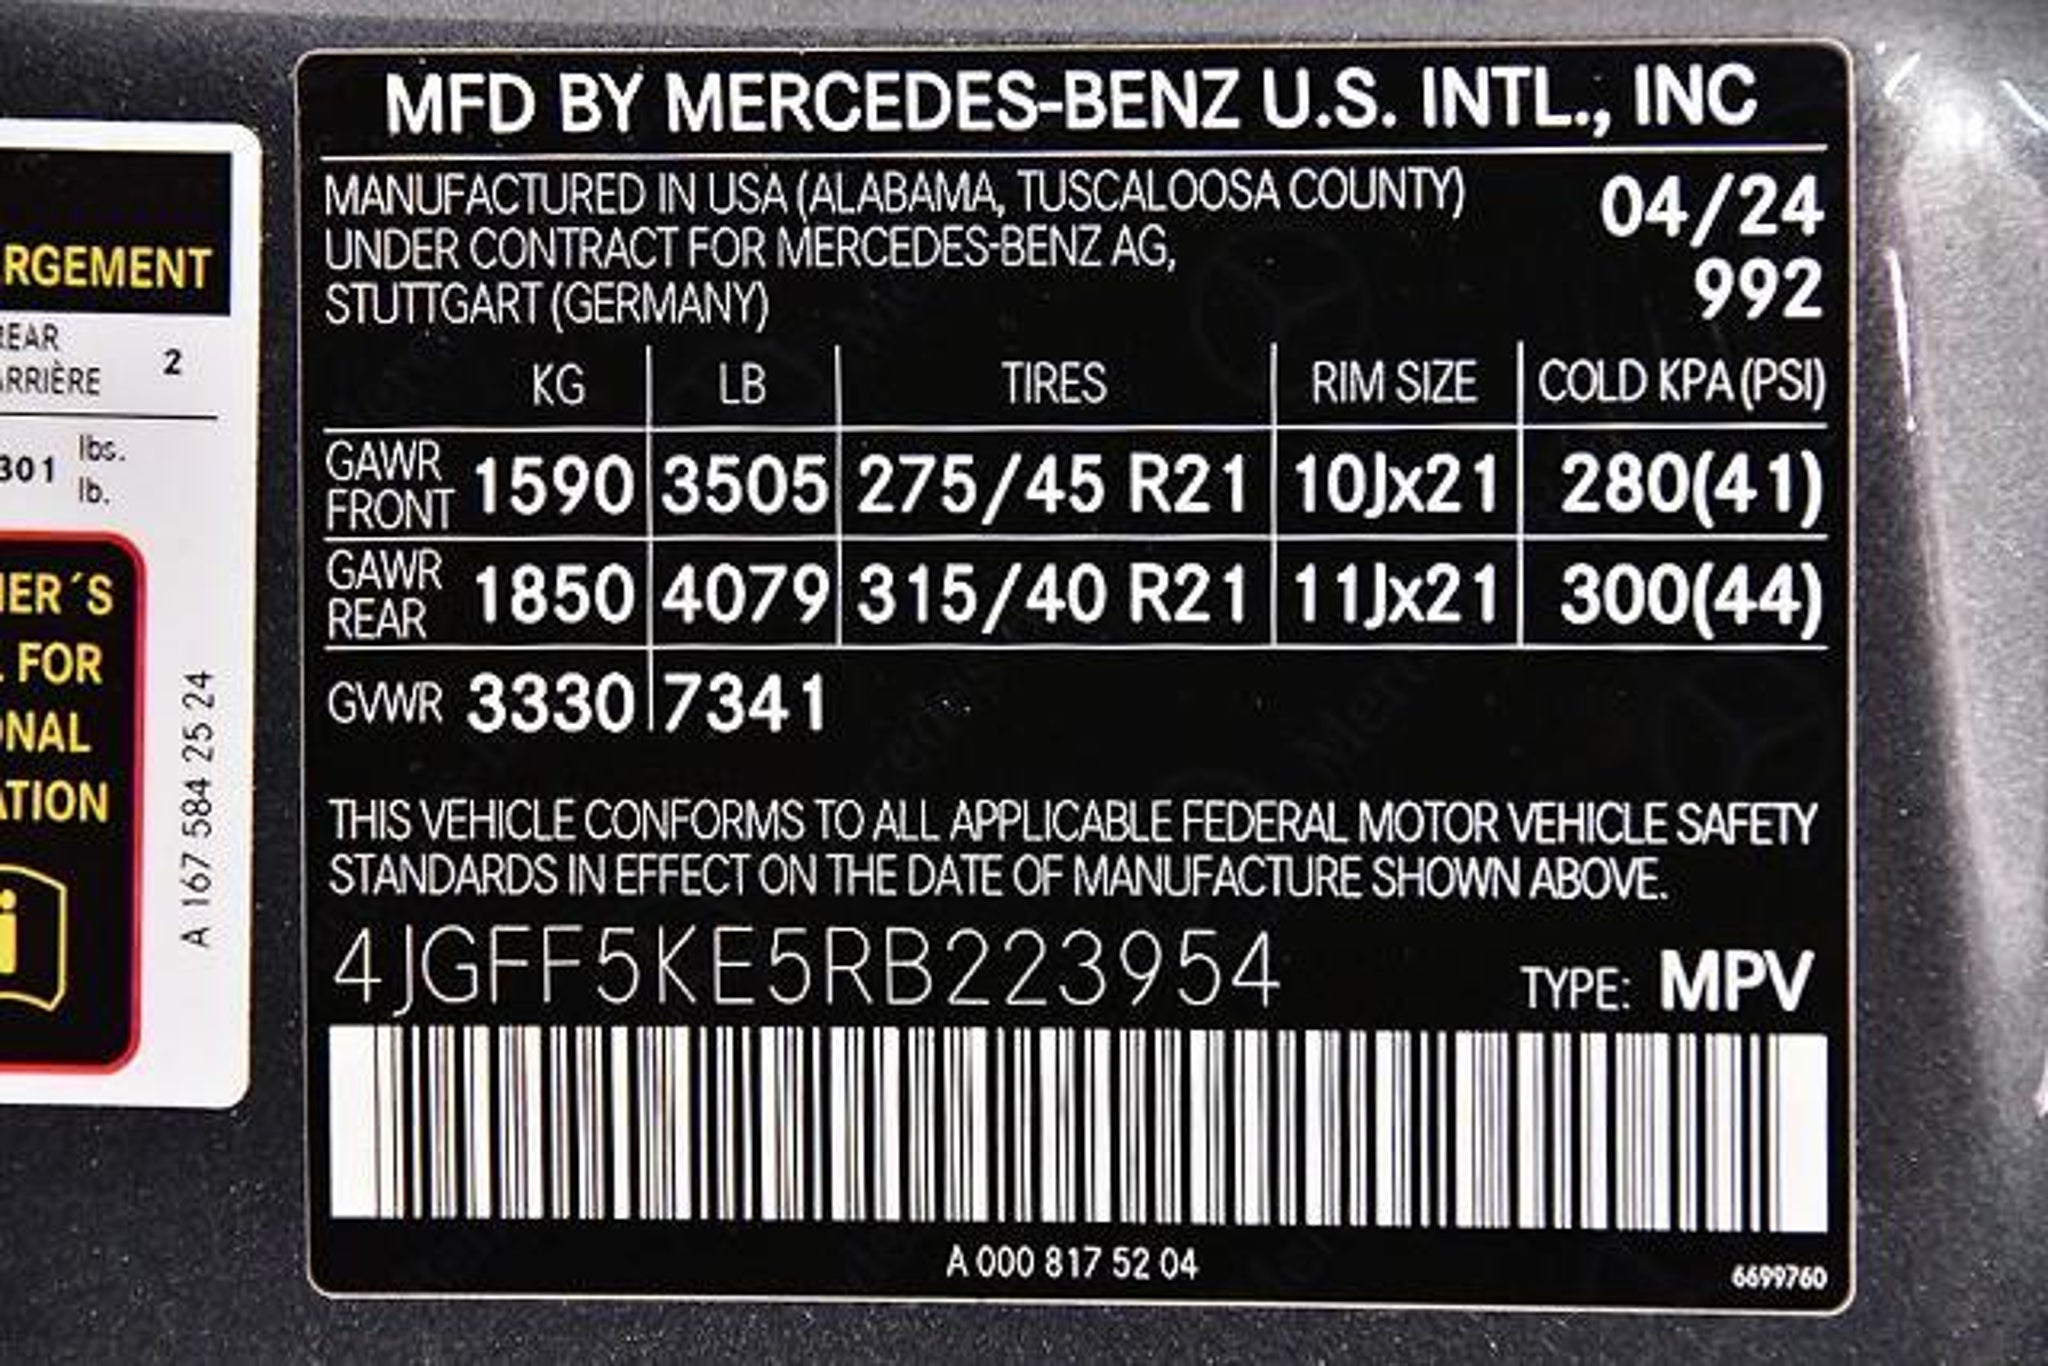 RGEMENT
REAR
ARRIÈRE 2
301 lbs.
lb.
ER´S
FOR
ONAL
ATION
A 167 584 25 24
MFD BY MERCEDES-BENZ U.S. INTL., INC
MANUFACTURED IN USA (ALABAMA, TUSCALOOSA COUNTY) 04/24
UNDER CONTRACT FOR MERCEDES-BENZ AG, 992
STUTTGART (GERMANY)
KG LB TIRES RIM SIZE COLD KPA (PSI)
GAWR FRONT 1590 3505 275/45 R21 10Jx21 280(41)
GAWR REAR 1850 4079 315/40 R21 11Jx21 300(44)
GVWR 3330 7341
THIS VEHICLE CONFORMS TO ALL APPLICABLE FEDERAL MOTOR VEHICLE SAFETY
STANDARDS IN EFFECT ON THE DATE OF MANUFACTURE SHOWN ABOVE.
4JGFF5KE5RB223954 TYPE: MPV
A 000 817 52 04
6699760